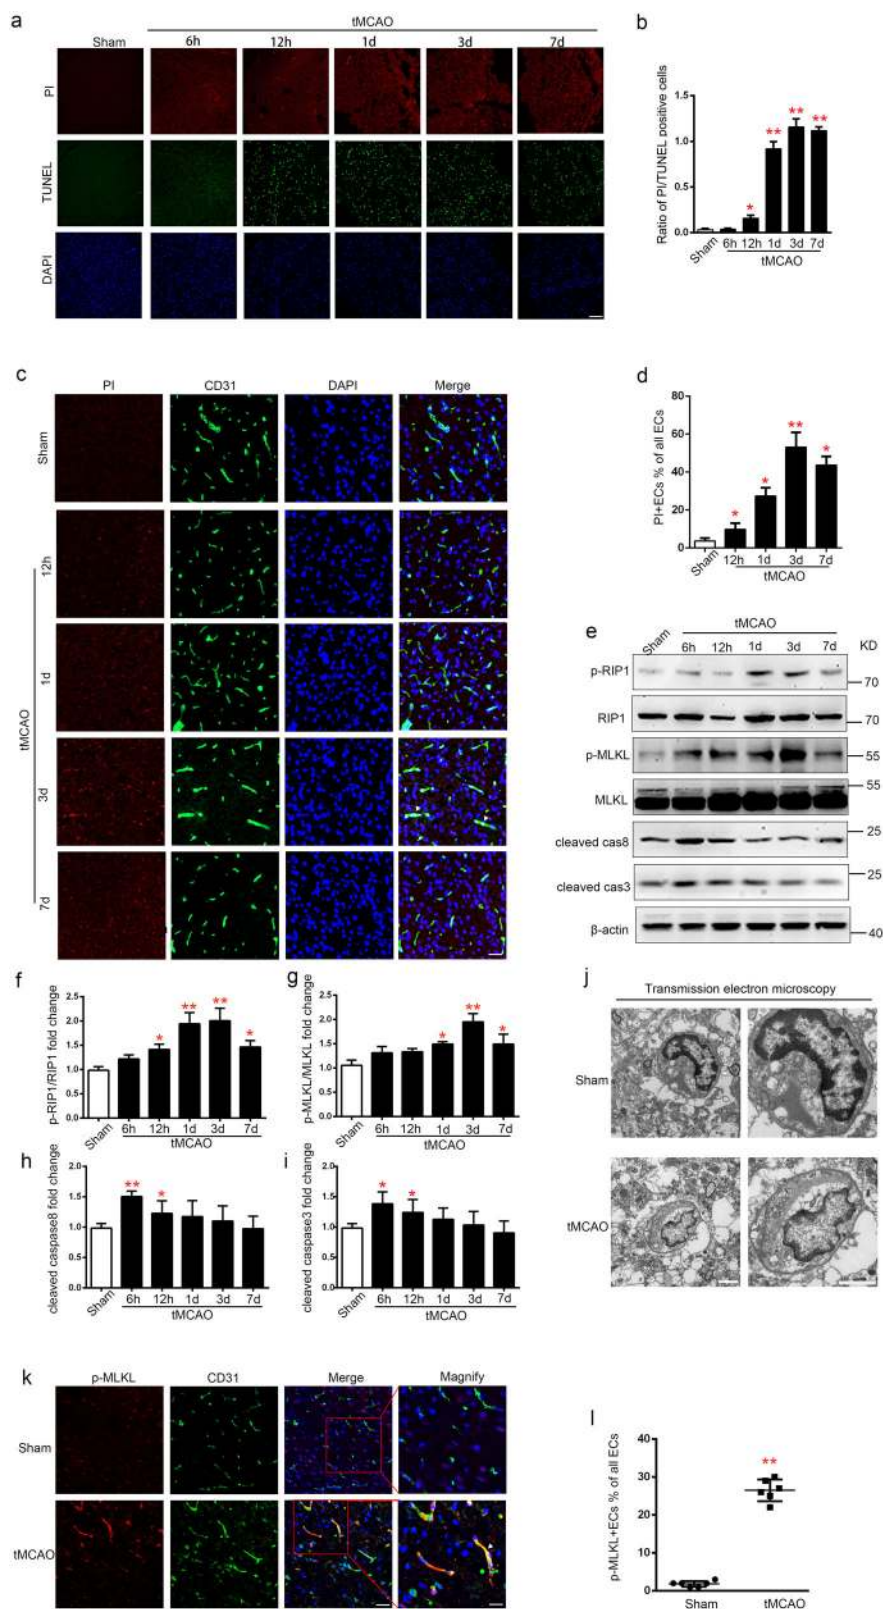 a
tMCAO
Sham 6h 12h 1d 3d 7d
PI
TUNEL
DAPI
b
Ratio of PI/TUNEL positive cells
1.5
1.0
0.5
0.0
* ** ** **
Sham 6h 12h 1d 3d 7d
tMCAO
c
PI CD31 DAPI Merge
Sham
12h
1d
3d
7d
tMCAO
d
PI+ECs % of all ECs
80
60
40
20
0
* * ** *
Sham 12h 1d 3d 7d
tMCAO
e
tMCAO
Sham 6h 12h 1d 3d 7d KD
p-RIP1 70
RIP1 70
p-MLKL 55
MLKL 55
cleaved cas8 25
cleaved cas3 25
β-actin 40
f
p-RIP1/RIP1 fold change
2.5
2.0
1.5
1.0
0.5
0.0
* ** ** *
Sham 6h 12h 1d 3d 7d
tMCAO
g
p-MLKL/MLKL fold change
2.5
2.0
1.5
1.0
0.5
0.0
* ** *
Sham 6h 12h 1d 3d 7d
tMCAO
h
cleaved caspase8 fold change
2.0
1.5
1.0
0.5
0.0
** *
Sham 6h 12h 1d 3d 7d
tMCAO
i
cleaved caspase3 fold change
2.0
1.5
1.0
0.5
0.0
* *
Sham 6h 12h 1d 3d 7d
tMCAO
j
Transmission electron microscopy
Sham
tMCAO
k
p-MLKL CD31 Merge Magnify
Sham
tMCAO
l
p-MLKL+ECs % of all ECs
40
30
20
10
0
**
Sham tMCAO